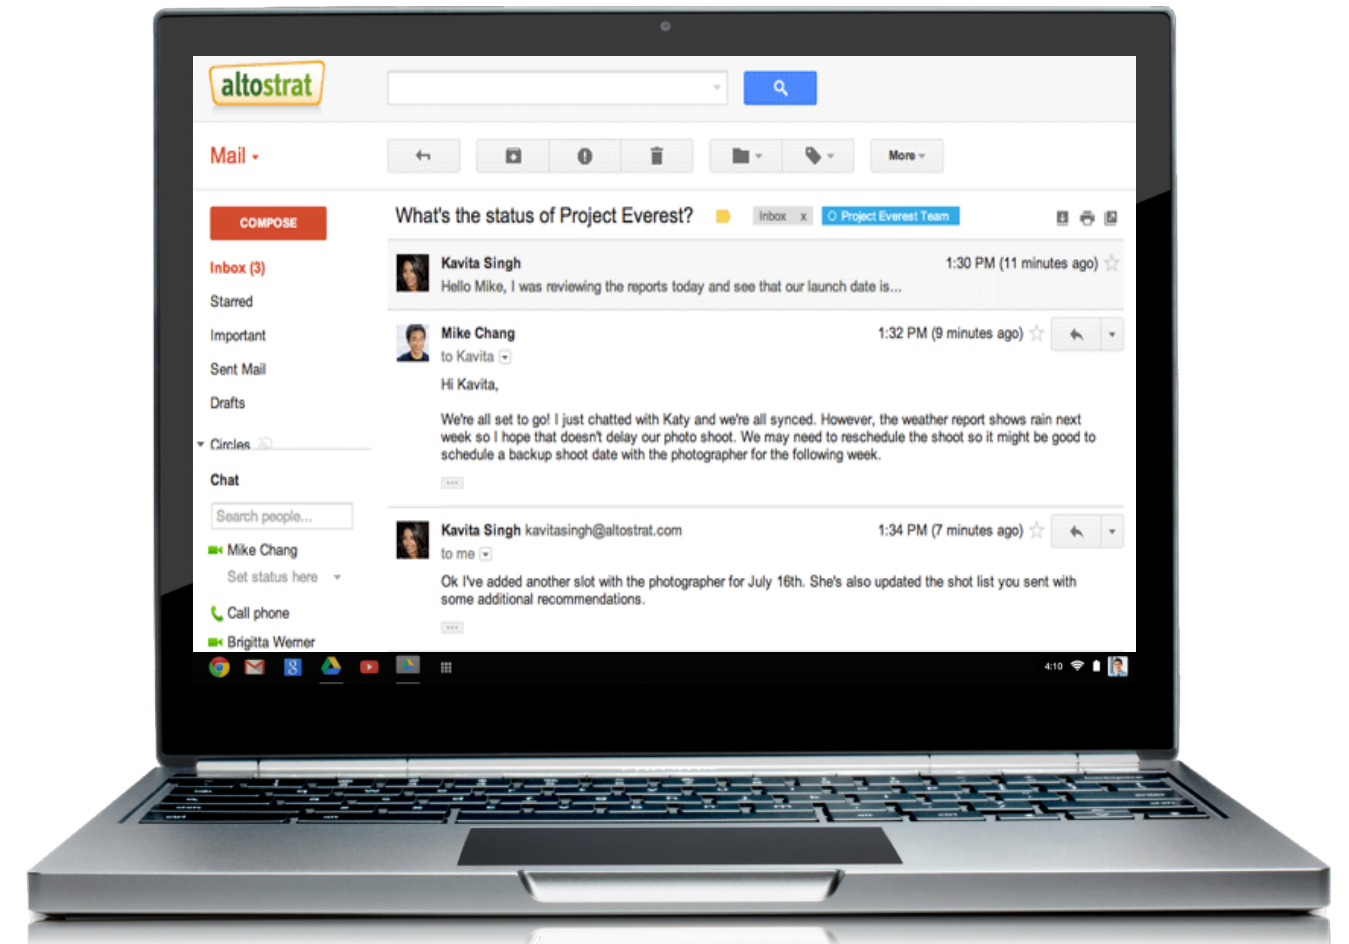 altostrat
Mail
More
COMPOSE
What's the status of Project Everest?
Inbox x
Project Everest Team
Inbox (3)
Starred
Important
Sent Mail
Drafts
Circles
Chat
Search people...
Mike Chang
Set status here
Call phone
Brigitta Werner
Kavita Singh
1:30 PM (11 minutes ago)
Hello Mike, I was reviewing the reports today and see that our launch date is...
Mike Chang
1:32 PM (9 minutes ago)
to Kavita
Hi Kavita,
We're all set to go! I just chatted with Katy and we're all synced. However, the weather report shows rain next
week so I hope that doesn't delay our photo shoot. We may need to reschedule the shoot so it might be good to
schedule a backup shoot date with the photographer for the following week.
...
Kavita Singh kavitasingh@altostrat.com
1:34 PM (7 minutes ago)
to me
Ok I've added another slot with the photographer for July 16th. She's also updated the shot list you sent with
some additional recommendations.
...
8
4:10